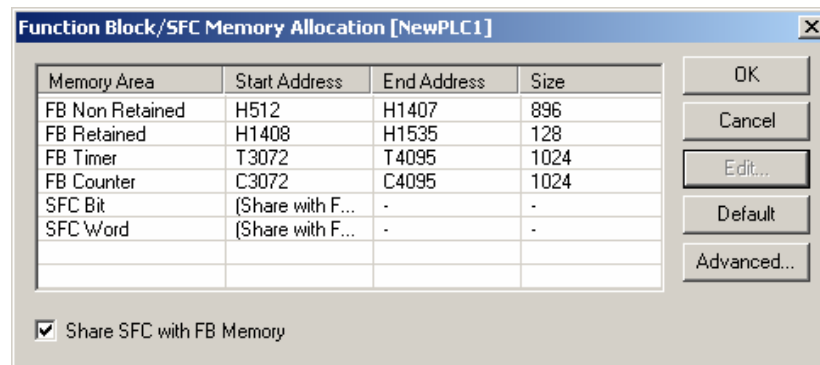 Function Block/SFC Memory Allocation [NewPLC1]
Memory Area Start Address End Address Size
FB Non Retained H512 H1407 896
FB Retained H1408 H1535 128
FB Timer T3072 T4095 1024
FB Counter C3072 C4095 1024
SFC Bit (Share with F... - -
SFC Word (Share with F... - -
OK
Cancel
Edit...
Default
Advanced...
Share SFC with FB Memory